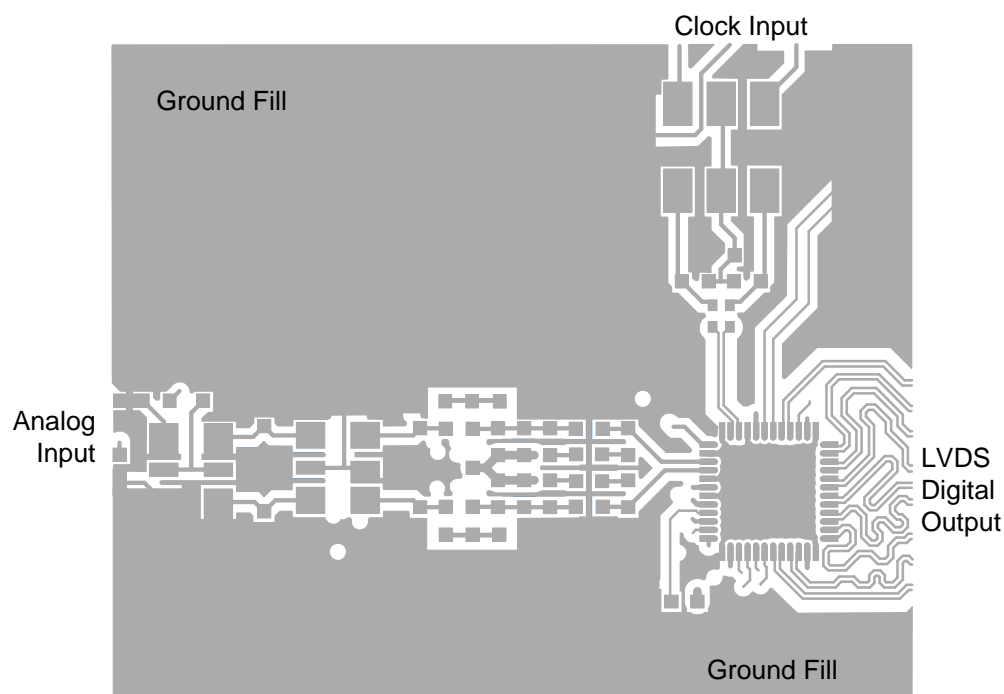 Clock Input
Ground Fill
Analog
Input
LVDS
Digital
Output
Ground Fill